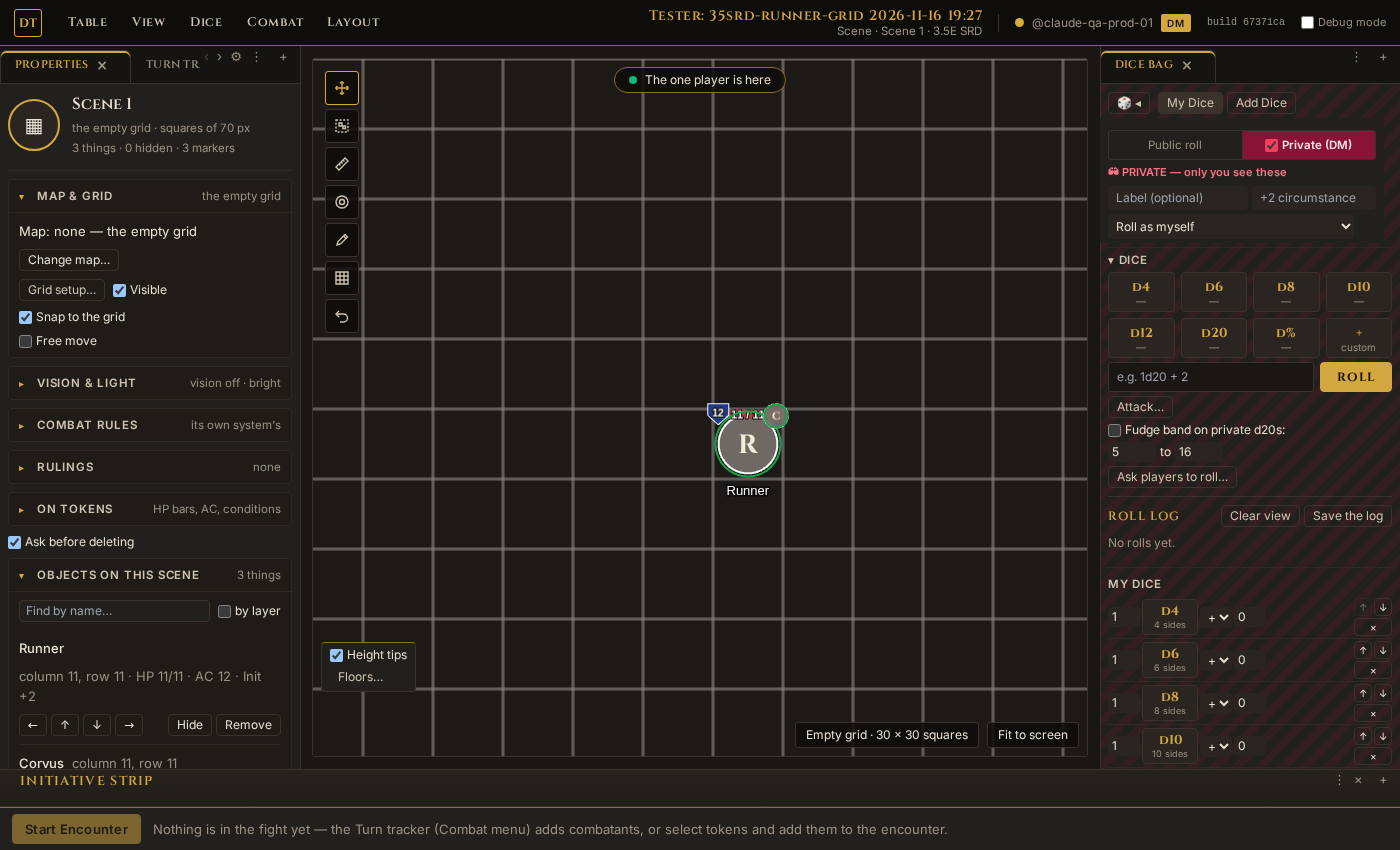 DT TABLE VIEW DICE COMBAT LAYOUT
TESTER: 35SRD-RUNNER-GRID 2026-11-16 19:27
Scene · Scene 1 · 3.5E SRD
@claude-qa-prod-01 DM build 67371ca Debug mode
PROPERTIES × TURN TR ‹ › ⚙ ⋮ +
SCENE 1
the empty grid · squares of 70 px
3 things · 0 hidden · 3 markers
▾ MAP & GRID the empty grid
Map: none — the empty grid
Change map...
Grid setup... Visible
Snap to the grid
Free move
▸ VISION & LIGHT vision off · bright
▸ COMBAT RULES its own system's
▸ RULINGS none
▸ ON TOKENS HP bars, AC, conditions
Ask before deleting
▾ OBJECTS ON THIS SCENE 3 things
Find by name... by layer
Runner
column 11, row 11 · HP 11/11 · AC 12 · Init
+2
← ↑ ↓ → Hide Remove
Corvus column 11, row 11
The one player is here
12 11 / 11 C
R
Runner
Height tips
Floors...
Empty grid · 30 × 30 squares Fit to screen
DICE BAG × ⋮ +
🎲 ◂ My Dice Add Dice
Public roll Private (DM)
🕶 PRIVATE — only you see these
Label (optional) +2 circumstance
Roll as myself
▾ DICE
D4 — D6 — D8 — D10 —
D12 — D20 — D% — + custom
e.g. 1d20 + 2 ROLL
Attack...
Fudge band on private d20s:
5 to 16
Ask players to roll...
ROLL LOG Clear view Save the log
No rolls yet.
MY DICE
1 D4 4 sides + 0 ↑ ↓ ×
1 D6 6 sides + 0 ↑ ↓ ×
1 D8 8 sides + 0 ↑ ↓ ×
1 D10 10 sides + 0 ↑ ↓ ×
INITIATIVE STRIP ⋮ × +
Start Encounter Nothing is in the fight yet — the Turn tracker (Combat menu) adds combatants, or select tokens and add them to the encounter.